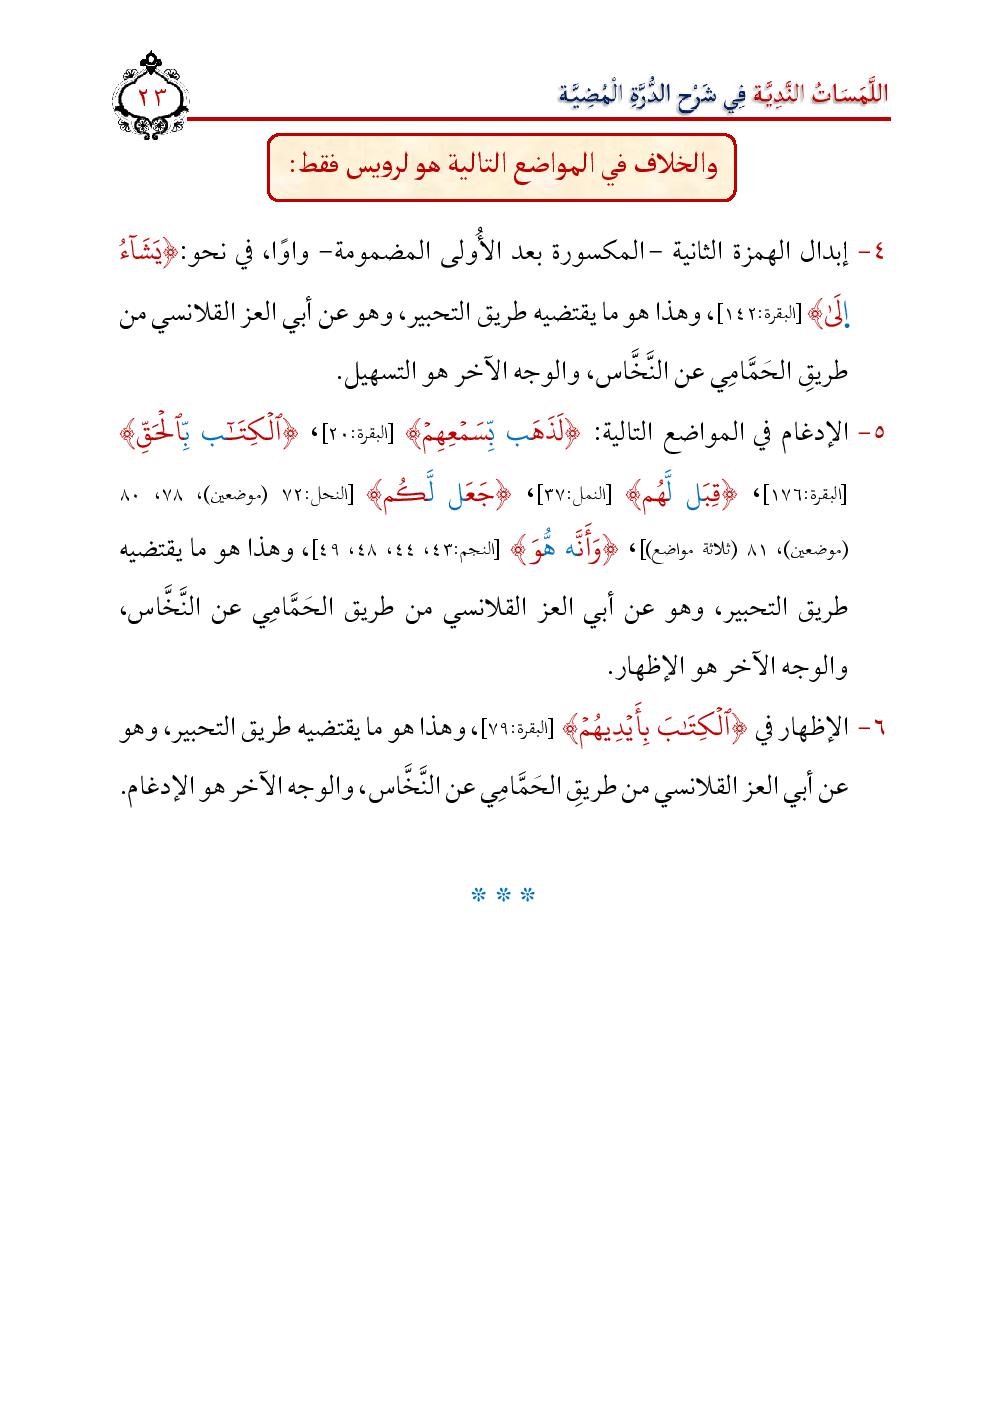 اللَّمَسَاتُ النَّدِيَّة فِي شَرْح الدُّرَّةِ الْمُضِيَّة
٢٣
والخلاف في المواضع التالية هو لرويس فقط:
٤- إبدال الهمزة الثانية -المكسورة بعد الأُولى المضمومة- واوًا، في نحو: ﴿يَشَآءُ
إِلَىٰ﴾ [البقرة:١٤٢]، وهذا هو ما يقتضيه طريق التحبير، وهو عن أبي العز القلانسي من
طريقِ الحَمَّامِي عن النَّخَّاس، والوجه الآخر هو التسهيل.
٥- الإدغام في المواضع التالية: ﴿لَذَهَب بِّسَمْعِهِمْ﴾ [البقرة:٢٠]، ﴿ٱلْكِتَٰب بِّٱلْحَقِّ﴾
[البقرة:١٧٦]، ﴿قِبَل لَّهُم﴾ [النمل:٣٧]، ﴿جَعَل لَّكُم﴾ [النحل:٧٢ (موضعين)، ٧٨، ٨٠
(موضعين)، ٨١ (ثلاثة مواضع)]، ﴿وَأَنَّه هُّوَ﴾ [النجم:٤٣، ٤٤، ٤٨، ٤٩]، وهذا هو ما يقتضيه
طريق التحبير، وهو عن أبي العز القلانسي من طريق الحَمَّامِي عن النَّخَّاس،
والوجه الآخر هو الإظهار.
٦- الإظهار في ﴿ٱلْكِتَٰبَ بِأَيْدِيهُمْ﴾ [البقرة:٧٩]، وهذا هو ما يقتضيه طريق التحبير، وهو
عن أبي العز القلانسي من طريقِ الحَمَّامِي عن النَّخَّاس، والوجه الآخر هو الإدغام.
* * *